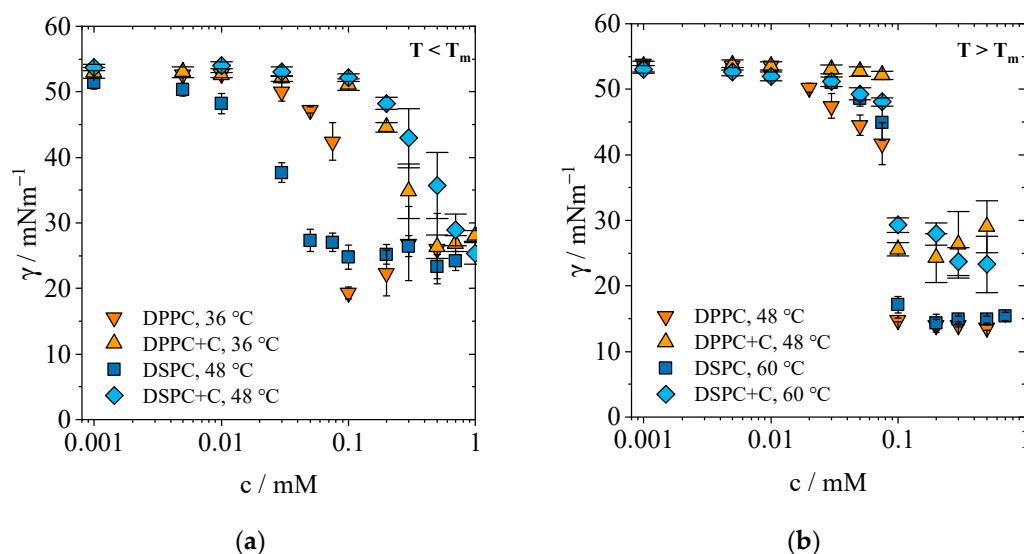 60
50
40
30
20
10
0
γ / mNm⁻¹
T < Tₘ
DPPC, 36 °C
DPPC+C, 36 °C
DSPC, 48 °C
DSPC+C, 48 °C
0.001
0.01
0.1
1
c / mM
(a)
60
50
40
30
20
10
0
γ / mNm⁻¹
T > Tₘ
DPPC, 48 °C
DPPC+C, 48 °C
DSPC, 60 °C
DSPC+C, 60 °C
0.001
0.01
0.1
1
c / mM
(b)